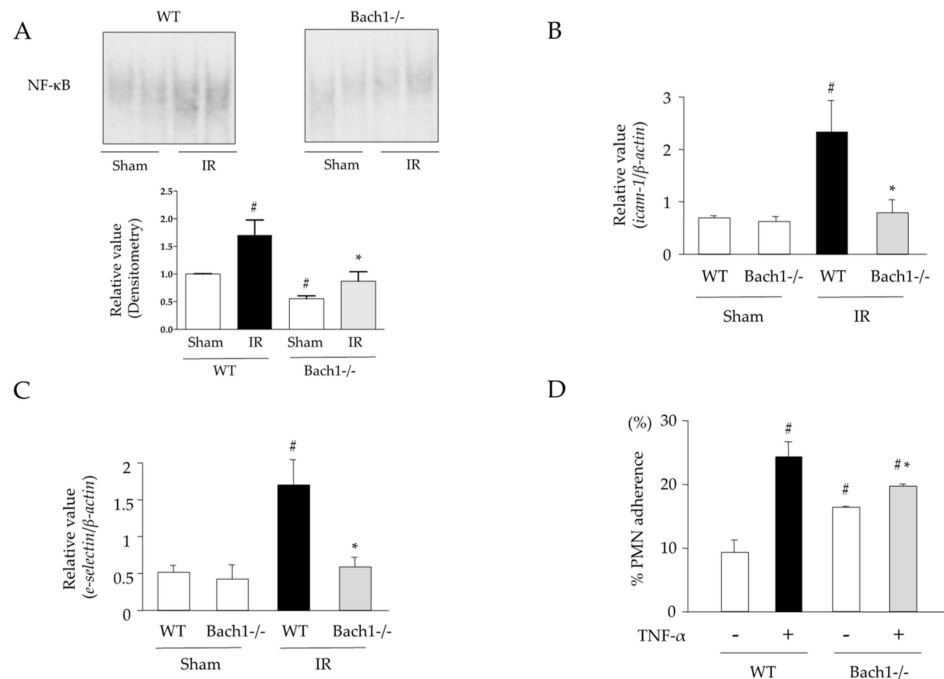 A
WT
Bach1-/-
NF-κB
Sham IR
Sham IR
Relative value
(Densitometry)
2.5
2.0
1.5
1.0
0.5
0.0
#
#
*
Sham IR Sham IR
WT Bach1-/-
B
Relative value
(icam-1/β-actin)
3
2
1
0
#
*
WT Bach1-/- WT Bach1-/-
Sham IR
C
Relative value
(e-selectin/β-actin)
2
1.5
1
0.5
0
#
*
WT Bach1-/- WT Bach1-/-
Sham IR
D
(%)
% PMN adherence
30
20
10
0
#
#
# *
TNF-α - + - +
WT Bach1-/-